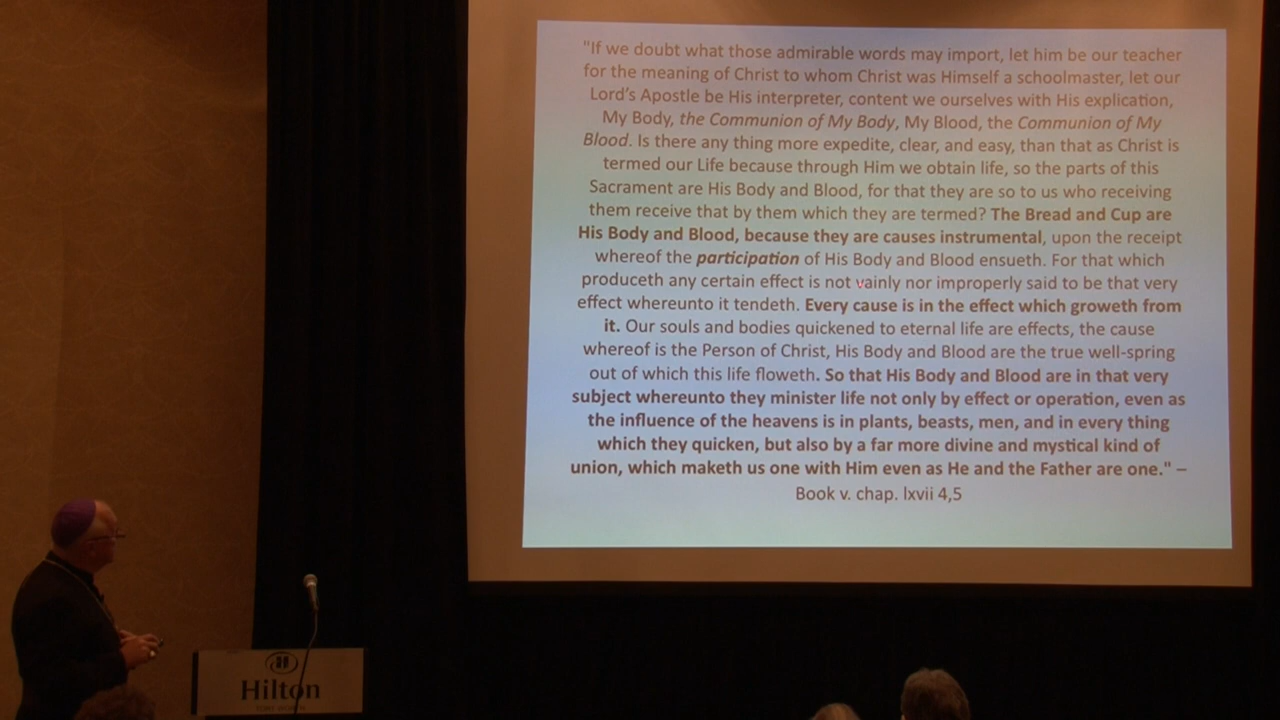 "If we doubt what those admirable words may import, let him be our teacher
for the meaning of Christ to whom Christ was Himself a schoolmaster, let our
Lord's Apostle be His interpreter, content we ourselves with His explication,
My Body, the Communion of My Body, My Blood, the Communion of My
Blood. Is there any thing more expedite, clear, and easy, than that as Christ is
termed our Life because through Him we obtain life, so the parts of this
Sacrament are His Body and Blood, for that they are so to us who receiving
them receive that by them which they are termed? The Bread and Cup are
His Body and Blood, because they are causes instrumental, upon the receipt
whereof the participation of His Body and Blood ensueth. For that which
produceth any certain effect is not vainly nor improperly said to be that very
effect whereunto it tendeth. Every cause is in the effect which groweth from
it. Our souls and bodies quickened to eternal life are effects, the cause
whereof is the Person of Christ, His Body and Blood are the true well-spring
out of which this life floweth. So that His Body and Blood are in that very
subject whereunto they minister life not only by effect or operation, even as
the influence of the heavens is in plants, beasts, men, and in every thing
which they quicken, but also by a far more divine and mystical kind of
union, which maketh us one with Him even as He and the Father are one." –
Book v. chap. lxvii 4,5
H
Hilton